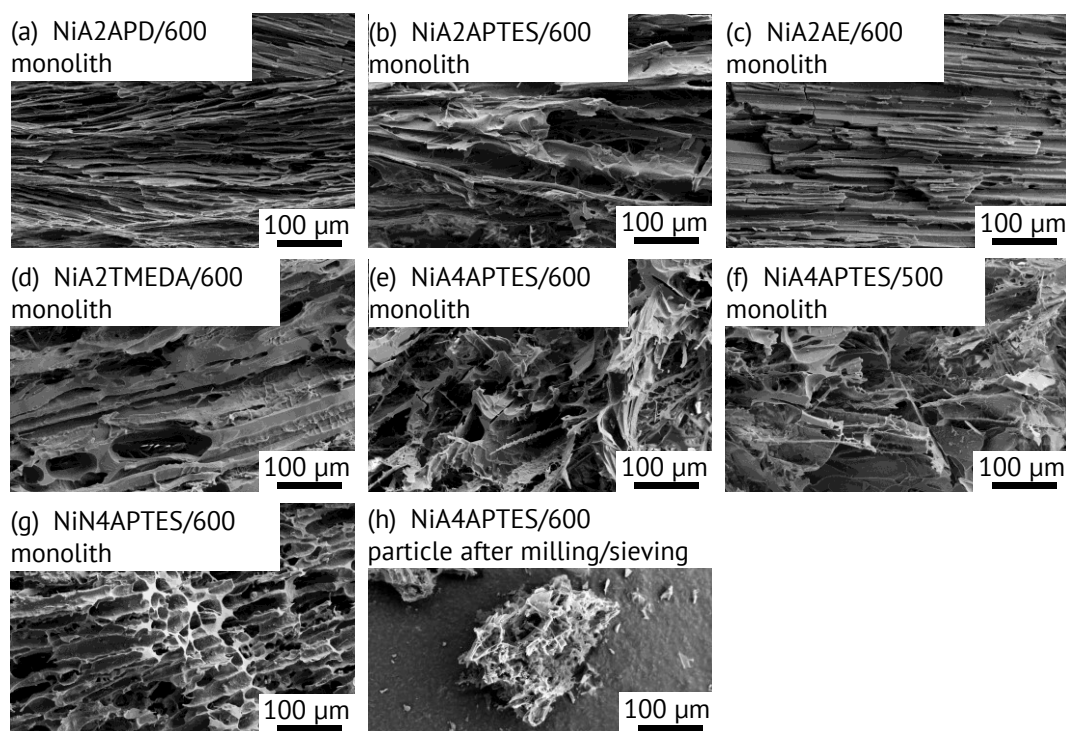 (a) NiA2APD/600
monolith
100 µm
(b) NiA2APTES/600
monolith
100 µm
(c) NiA2AE/600
monolith
100 µm
(d) NiA2TMEDA/600
monolith
100 µm
(e) NiA4APTES/600
monolith
100 µm
(f) NiA4APTES/500
monolith
100 µm
(g) NiN4APTES/600
monolith
100 µm
(h) NiA4APTES/600
particle after milling/sieving
100 µm